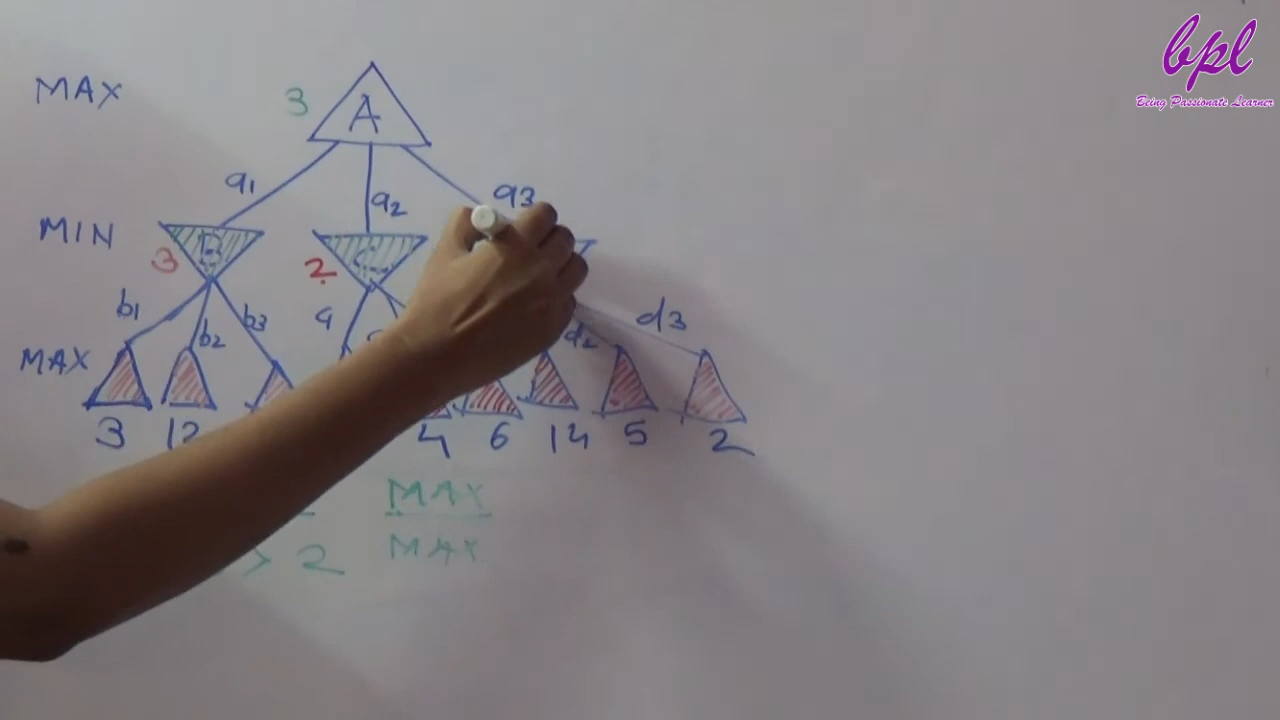 bpl
Being Passionate Learner
MAX
3 A
a1 a2 a3
MIN
3 B 2 C
b1 b2 b3 d2 d3
MAX
3 12 4 6 14 5 2
MAX
> 2 MAX